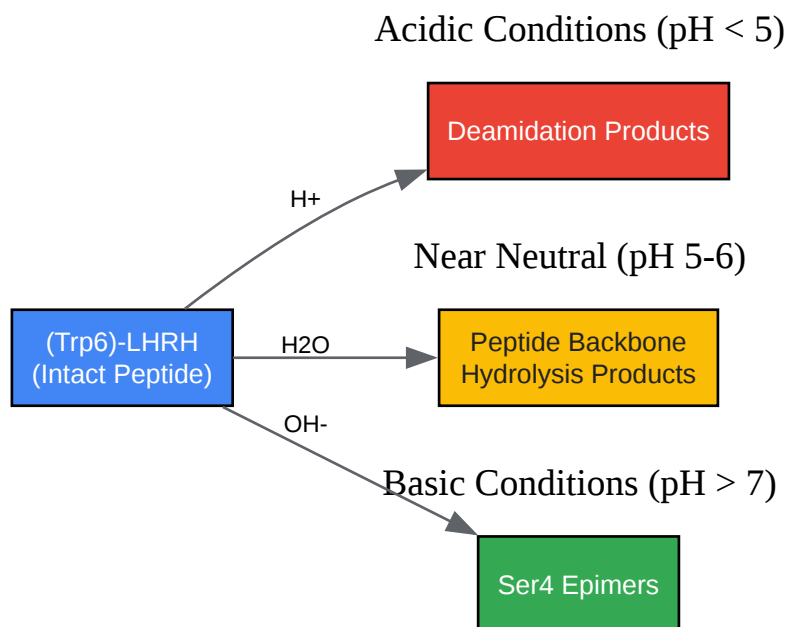 Acidic Conditions (pH < 5)
Deamidation Products
H+
Near Neutral (pH 5-6)
(Trp6)-LHRH
(Intact Peptide)
H2O
Peptide Backbone
Hydrolysis Products
OH-
Basic Conditions (pH > 7)
Ser4 Epimers